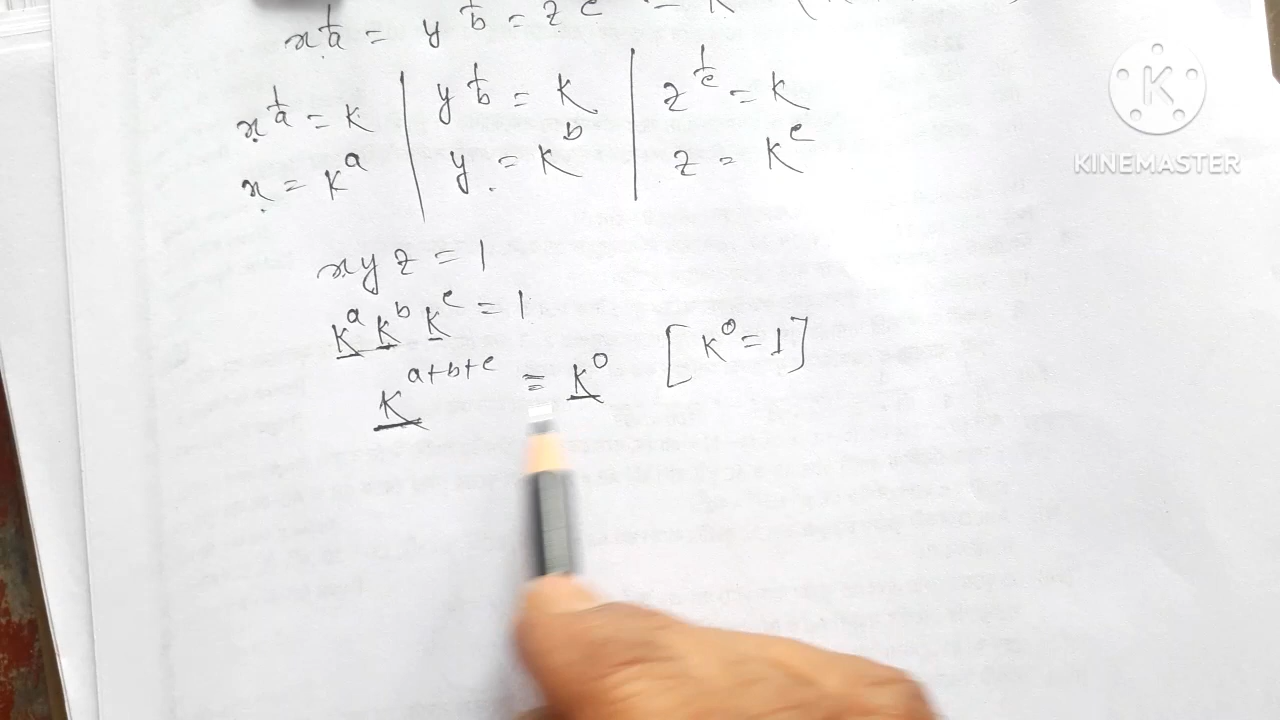 x^{1/a} = y^{1/b} = z^{1/c} = K
x^{1/a} = K | y^{1/b} = K | z^{1/c} = K
x = K^a | y = K^b | z = K^c
xyz = 1
K^a K^b K^c = 1
K^{a+b+c} = K^0 [K^0 = 1]
K
KINEMASTER